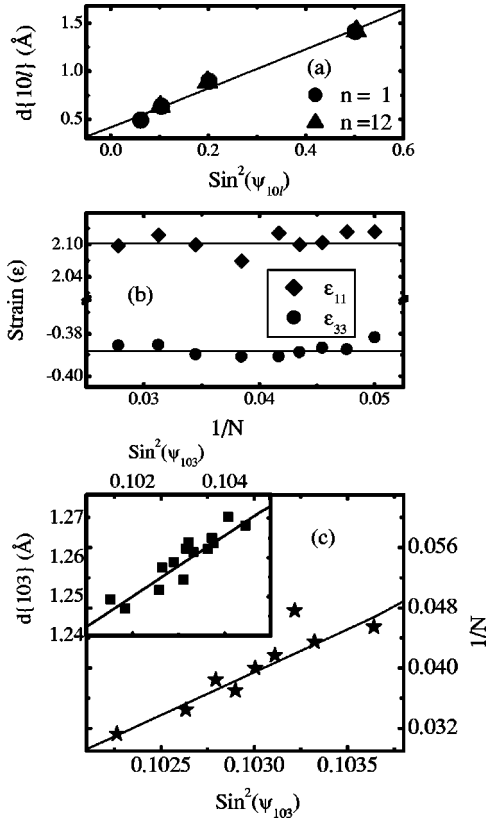 d{10l} (Å)
1.5
1.0
0.5
(a)
n = 1
n =12
0.0 0.2 0.4 0.6
Sin²(ψ₁₀ₗ)
Strain (ε)
2.10
2.04
-0.38
-0.40
(b)
ε₁₁
ε₃₃
0.03 0.04 0.05
1/N
Sin²(ψ₁₀₃)
0.102 0.104
d{103} (Å)
1.27
1.26
1.25
1.24
(c)
0.056
0.048
0.040
0.032
1/N
0.1025 0.1030 0.1035
Sin²(ψ₁₀₃)